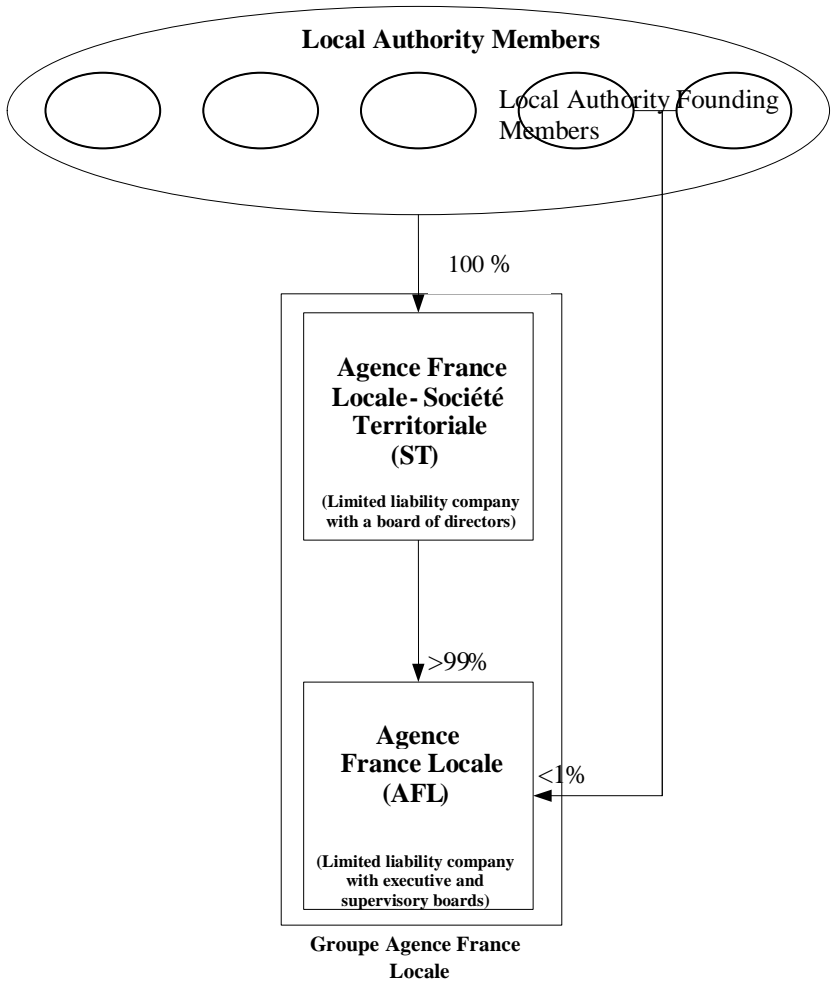 Local Authority Members
Local Authority Founding
Members
100 %
Agence France
Locale - Société
Territoriale
(ST)
(Limited liability company
with a board of directors)
>99%
Agence
France Locale
(AFL)
<1%
(Limited liability company
with executive and
supervisory boards)
Groupe Agence France
Locale